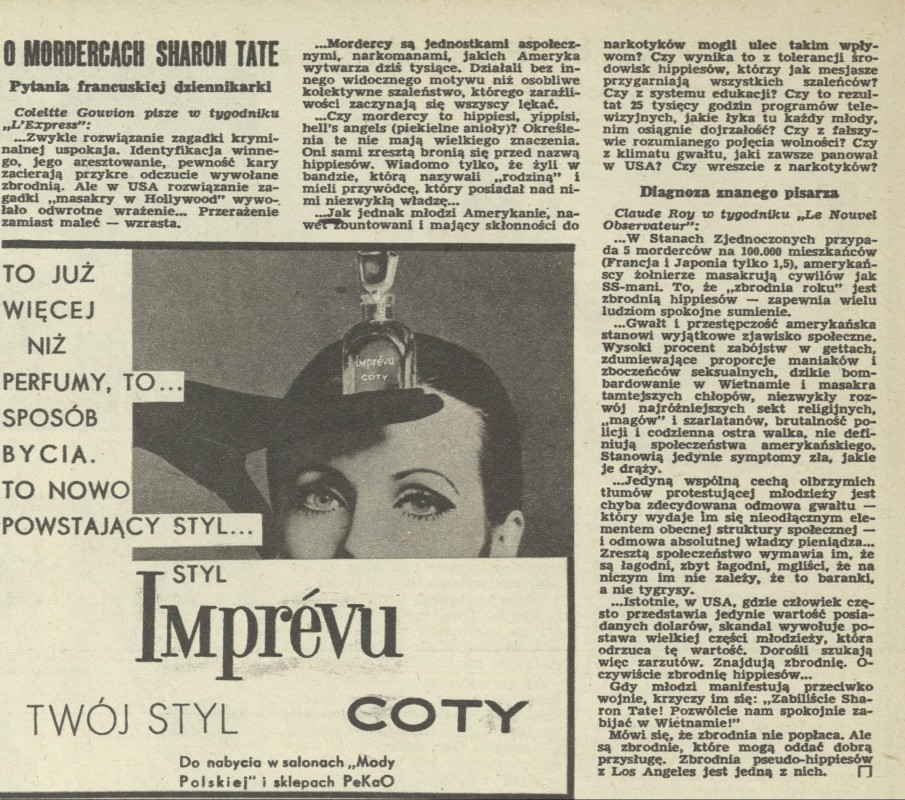 O MORDERCACH SHARON TATE
Pytania francuskiej dziennikarki
Colette Gouvion pisze w tygodniku
„L'Express":
...Zwykle rozwiązanie zagadki krymi-
nalnej uspokaja. Identyfikacja winne-
go, jego aresztowanie, pewność kary
zacierają przykre odczucie wywołane
zbrodnią. Ale w USA rozwiązanie za-
gadki „masakry w Hollywood" wywo-
łało odwrotne wrażenie... Przerażenie
zamiast maleć — wzrasta.
...Mordercy są jednostkami aspołecz-
nymi, narkomanami, jakich Ameryka
wytwarza dziś tysiące. Działali bez in-
nego widocznego motywu niż osobliwe
kolektywne szaleństwo, którego zaraźli-
wości zaczynają się wszyscy lękać.
...Czy mordercy to hippiesi, yippisi,
hell's angels (piekielne anioły)? Określe-
nia te nie mają wielkiego znaczenia.
Oni sami zresztą bronią się przed nazwą
hippiesów. Wiadomo tylko, że żyli w
bandzie, którą nazywali „rodziną" i
mieli przywódcę, który posiadał nad ni-
mi niezwykłą władzę...
...Jak jednak młodzi Amerykanie, na-
wet zbuntowani i mający skłonności do
narkotyków mogli ulec takim wpły-
wom? Czy wynika to z tolerancji śro-
dowisk hippiesów, którzy jak mesjasze
przygarniają wszystkich szaleńców?
Czy z systemu edukacji? Czy to rezul-
tat 25 tysięcy godzin programów tele-
wizyjnych, jakie łyka tu każdy młody,
nim osiągnie dojrzałość? Czy z fałszy-
wie rozumianego pojęcia wolności? Czy
z klimatu gwałtu, jaki zawsze panował
w USA? Czy wreszcie z narkotyków?
Diagnoza znanego pisarza
Claude Roy w tygodniku „Le Nouvel
Observateur":
...W Stanach Zjednoczonych przypa-
da 5 morderców na 100.000 mieszkańców
(Francja i Japonia tylko 1,5), amerykań-
scy żołnierze masakrują cywilów jak
SS-mani. To, że „zbrodnia roku" jest
zbrodnią hippiesów — zapewnia wielu
ludziom spokojne sumienie.
...Gwałt i przestępczość amerykańska
stanowi wyjątkowe zjawisko społeczne.
Wysoki procent zabójstw w gettach,
zdumiewające proporcje maniaków i
zboczeńców seksualnych, dzikie bom-
bardowanie w Wietnamie i masakra
tamtejszych chłopów, niezwykły roz-
wój najróżniejszych sekt religijnych,
„magów" i szarlatanów, brutalność po-
licji i codzienna ostra walka, nie defi-
niują społeczeństwa amerykańskiego.
Stanowią jedynie symptomy zła, jakie
je drąży.
...Jedyną wspólną cechą olbrzymich
tłumów protestującej młodzieży jest
chyba zdecydowana odmowa gwałtu —
który wydaje im się nieodłącznym ele-
mentem obecnej struktury społecznej —
i odmowa absolutnej władzy pieniądza...
Zresztą społeczeństwo wymawia im, że
są łagodni, zbyt łagodni, mgliści, że na
niczym im nie zależy, że to baranki,
a nie tygrysy.
...Istotnie, w USA, gdzie człowiek czę-
sto przedstawia jedynie wartość posia-
danych dolarów, skandal wywołuje po-
stawa wielkiej części młodzieży, która
odrzuca tę wartość. Dorośli szukają
więc zarzutów. Znajdują zbrodnię. O-
czywiście zbrodnię hippiesów...
Gdy młodzi manifestują przeciwko
wojnie, krzyczy im się: „Zabiliście Sha-
ron Tate! Pozwólcie nam spokojnie za-
bijać w Wietnamie!"
Mówi się, że zbrodnia nie popłaca. Ale
są zbrodnie, które mogą oddać dobrą
przysługę. Zbrodnia pseudo-hippiesów
z Los Angeles jest jedną z nich.
TO JUŻ
WIĘCEJ
NIŻ
PERFUMY, TO...
SPOSÓB
BYCIA.
TO NOWO
POWSTAJĄCY STYL...
Imprévu
COTY
STYL
Imprévu
TWÓJ STYL COTY
Do nabycia w salonach „Mody
Polskiej" i sklepach PeKaO